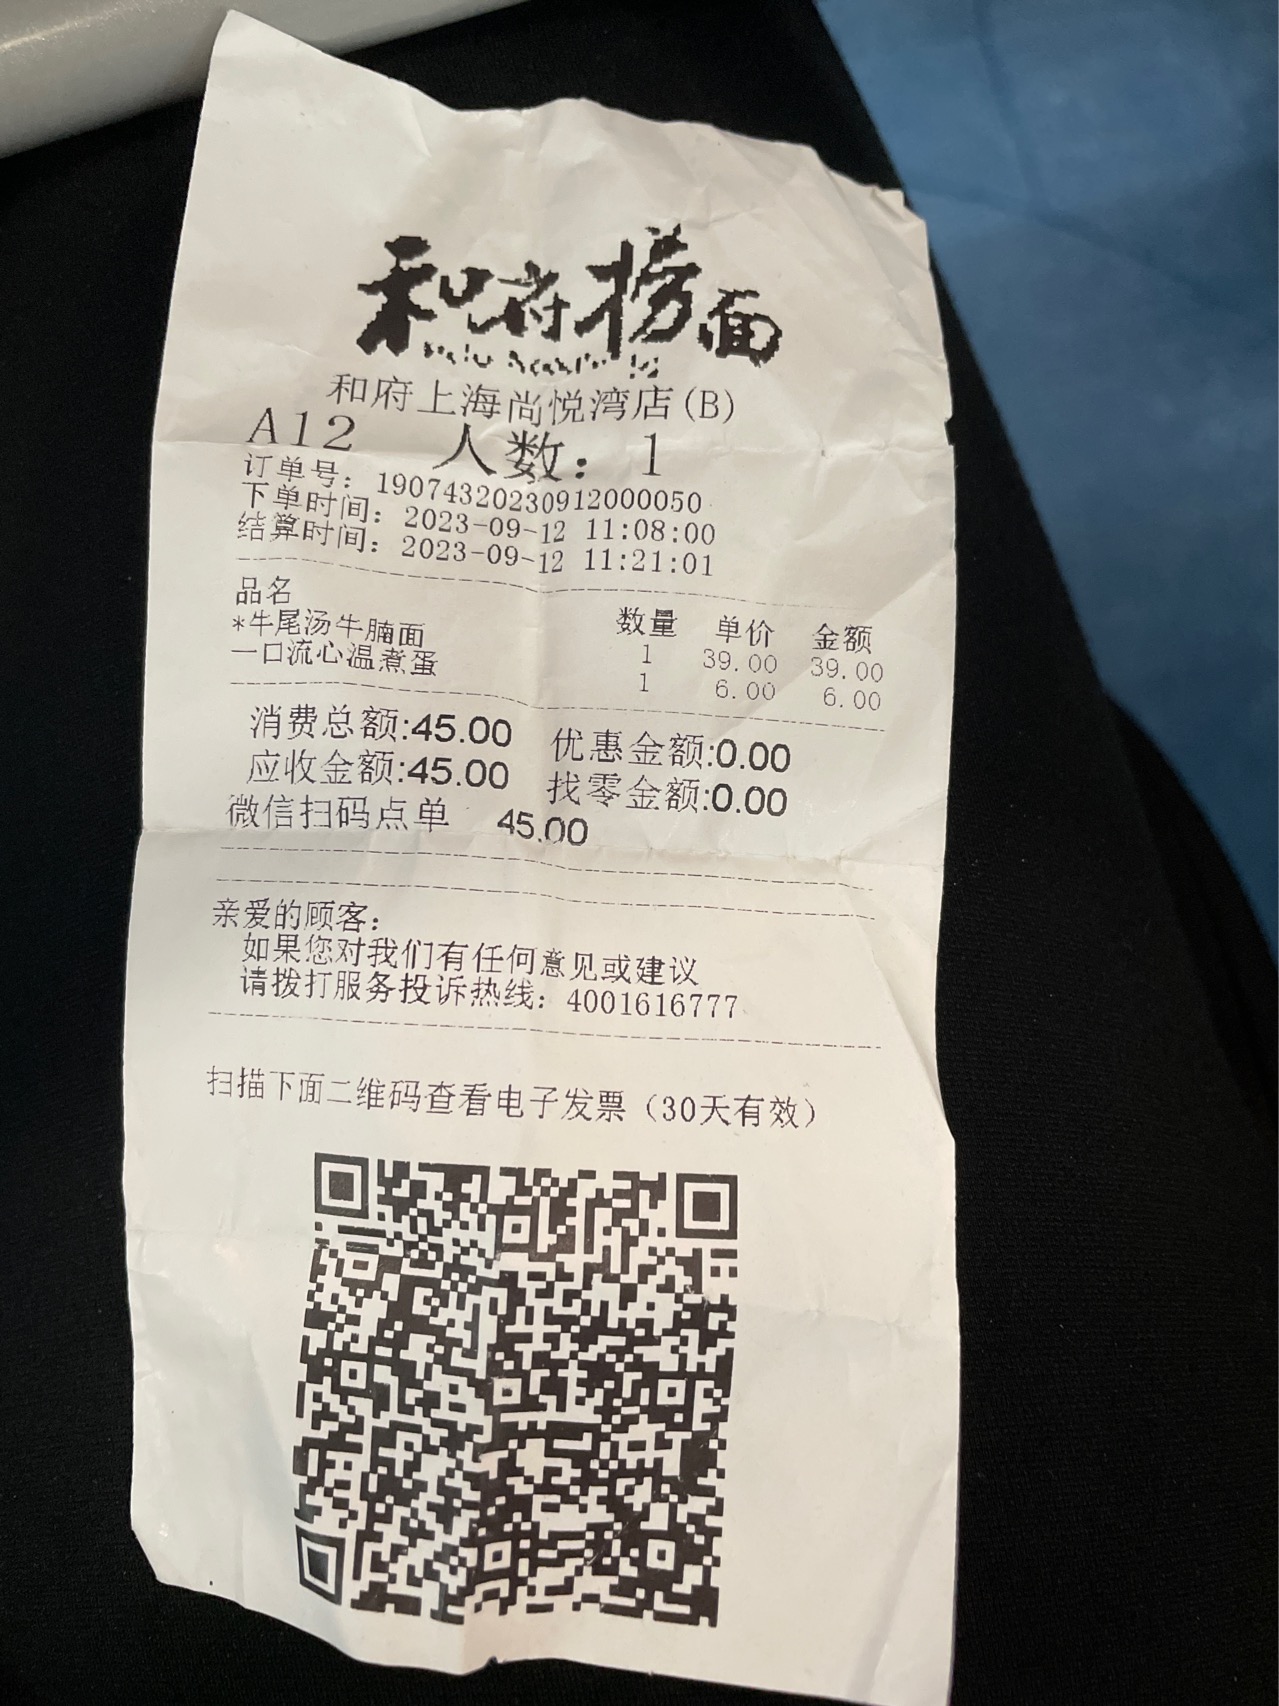 和府捞面
和府上海尚悦湾店(B)
A12 人数：1
订单号：19074320230912000050
下单时间：2023-09-12 11:08:00
结算时间：2023-09-12 11:21:01
品名 数量 单价 金额
*牛尾汤牛腩面 1 39.00 39.00
一口流心温煮蛋 1 6.00 6.00
消费总额:45.00 优惠金额:0.00
应收金额:45.00 找零金额:0.00
微信扫码点单 45.00
亲爱的顾客：
如果您对我们有任何意见或建议
请拨打服务投诉热线：4001616777
扫描下面二维码查看电子发票（30天有效）